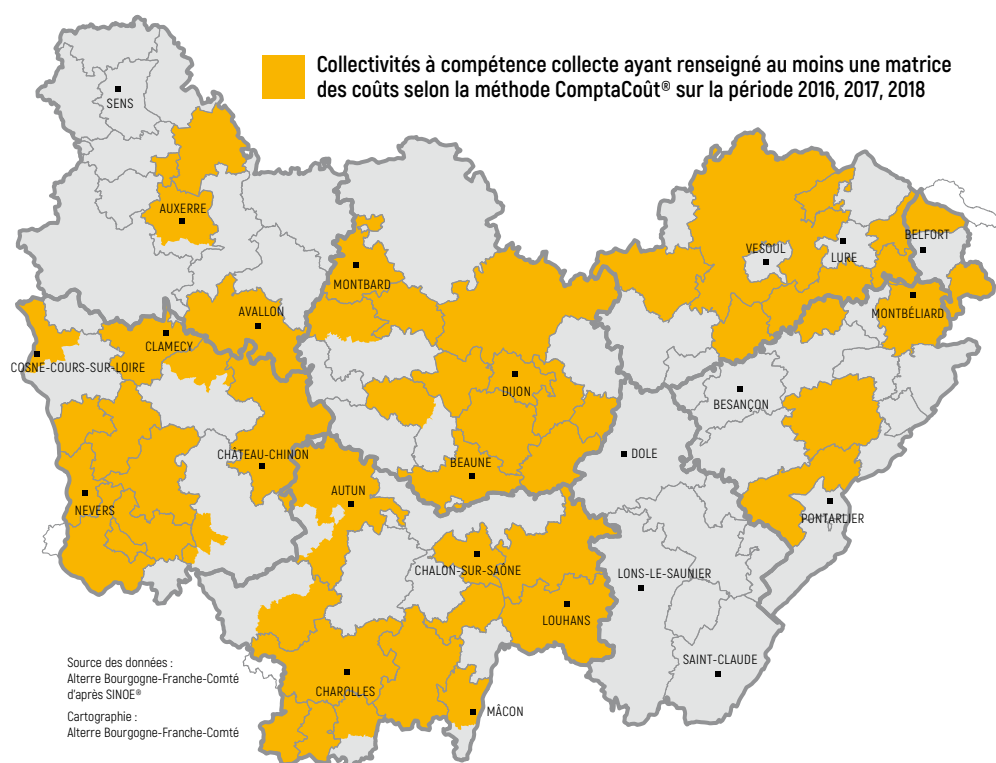 Collectivités à compétence collecte ayant renseigné au moins une matrice
des coûts selon la méthode ComptaCoût® sur la période 2016, 2017, 2018
SENS
AUXERRE
BELFORT
VESOUL
LURE
MONTBARD
AVALLON
MONTBÉLIARD
CLAMECY
COSNE-COURS-SUR-LOIRE
DIJON
BESANÇON
CHÂTEAU-CHINON
DOLE
BEAUNE
AUTUN
NEVERS
PONTARLIER
CHALON-SUR-SAÔNE
LONS-LE-SAUNIER
LOUHANS
SAINT-CLAUDE
CHAROLLES
MÂCON
Source des données :
Alterre Bourgogne-Franche-Comté
d'après SINOE®
Cartographie :
Alterre Bourgogne-Franche-Comté